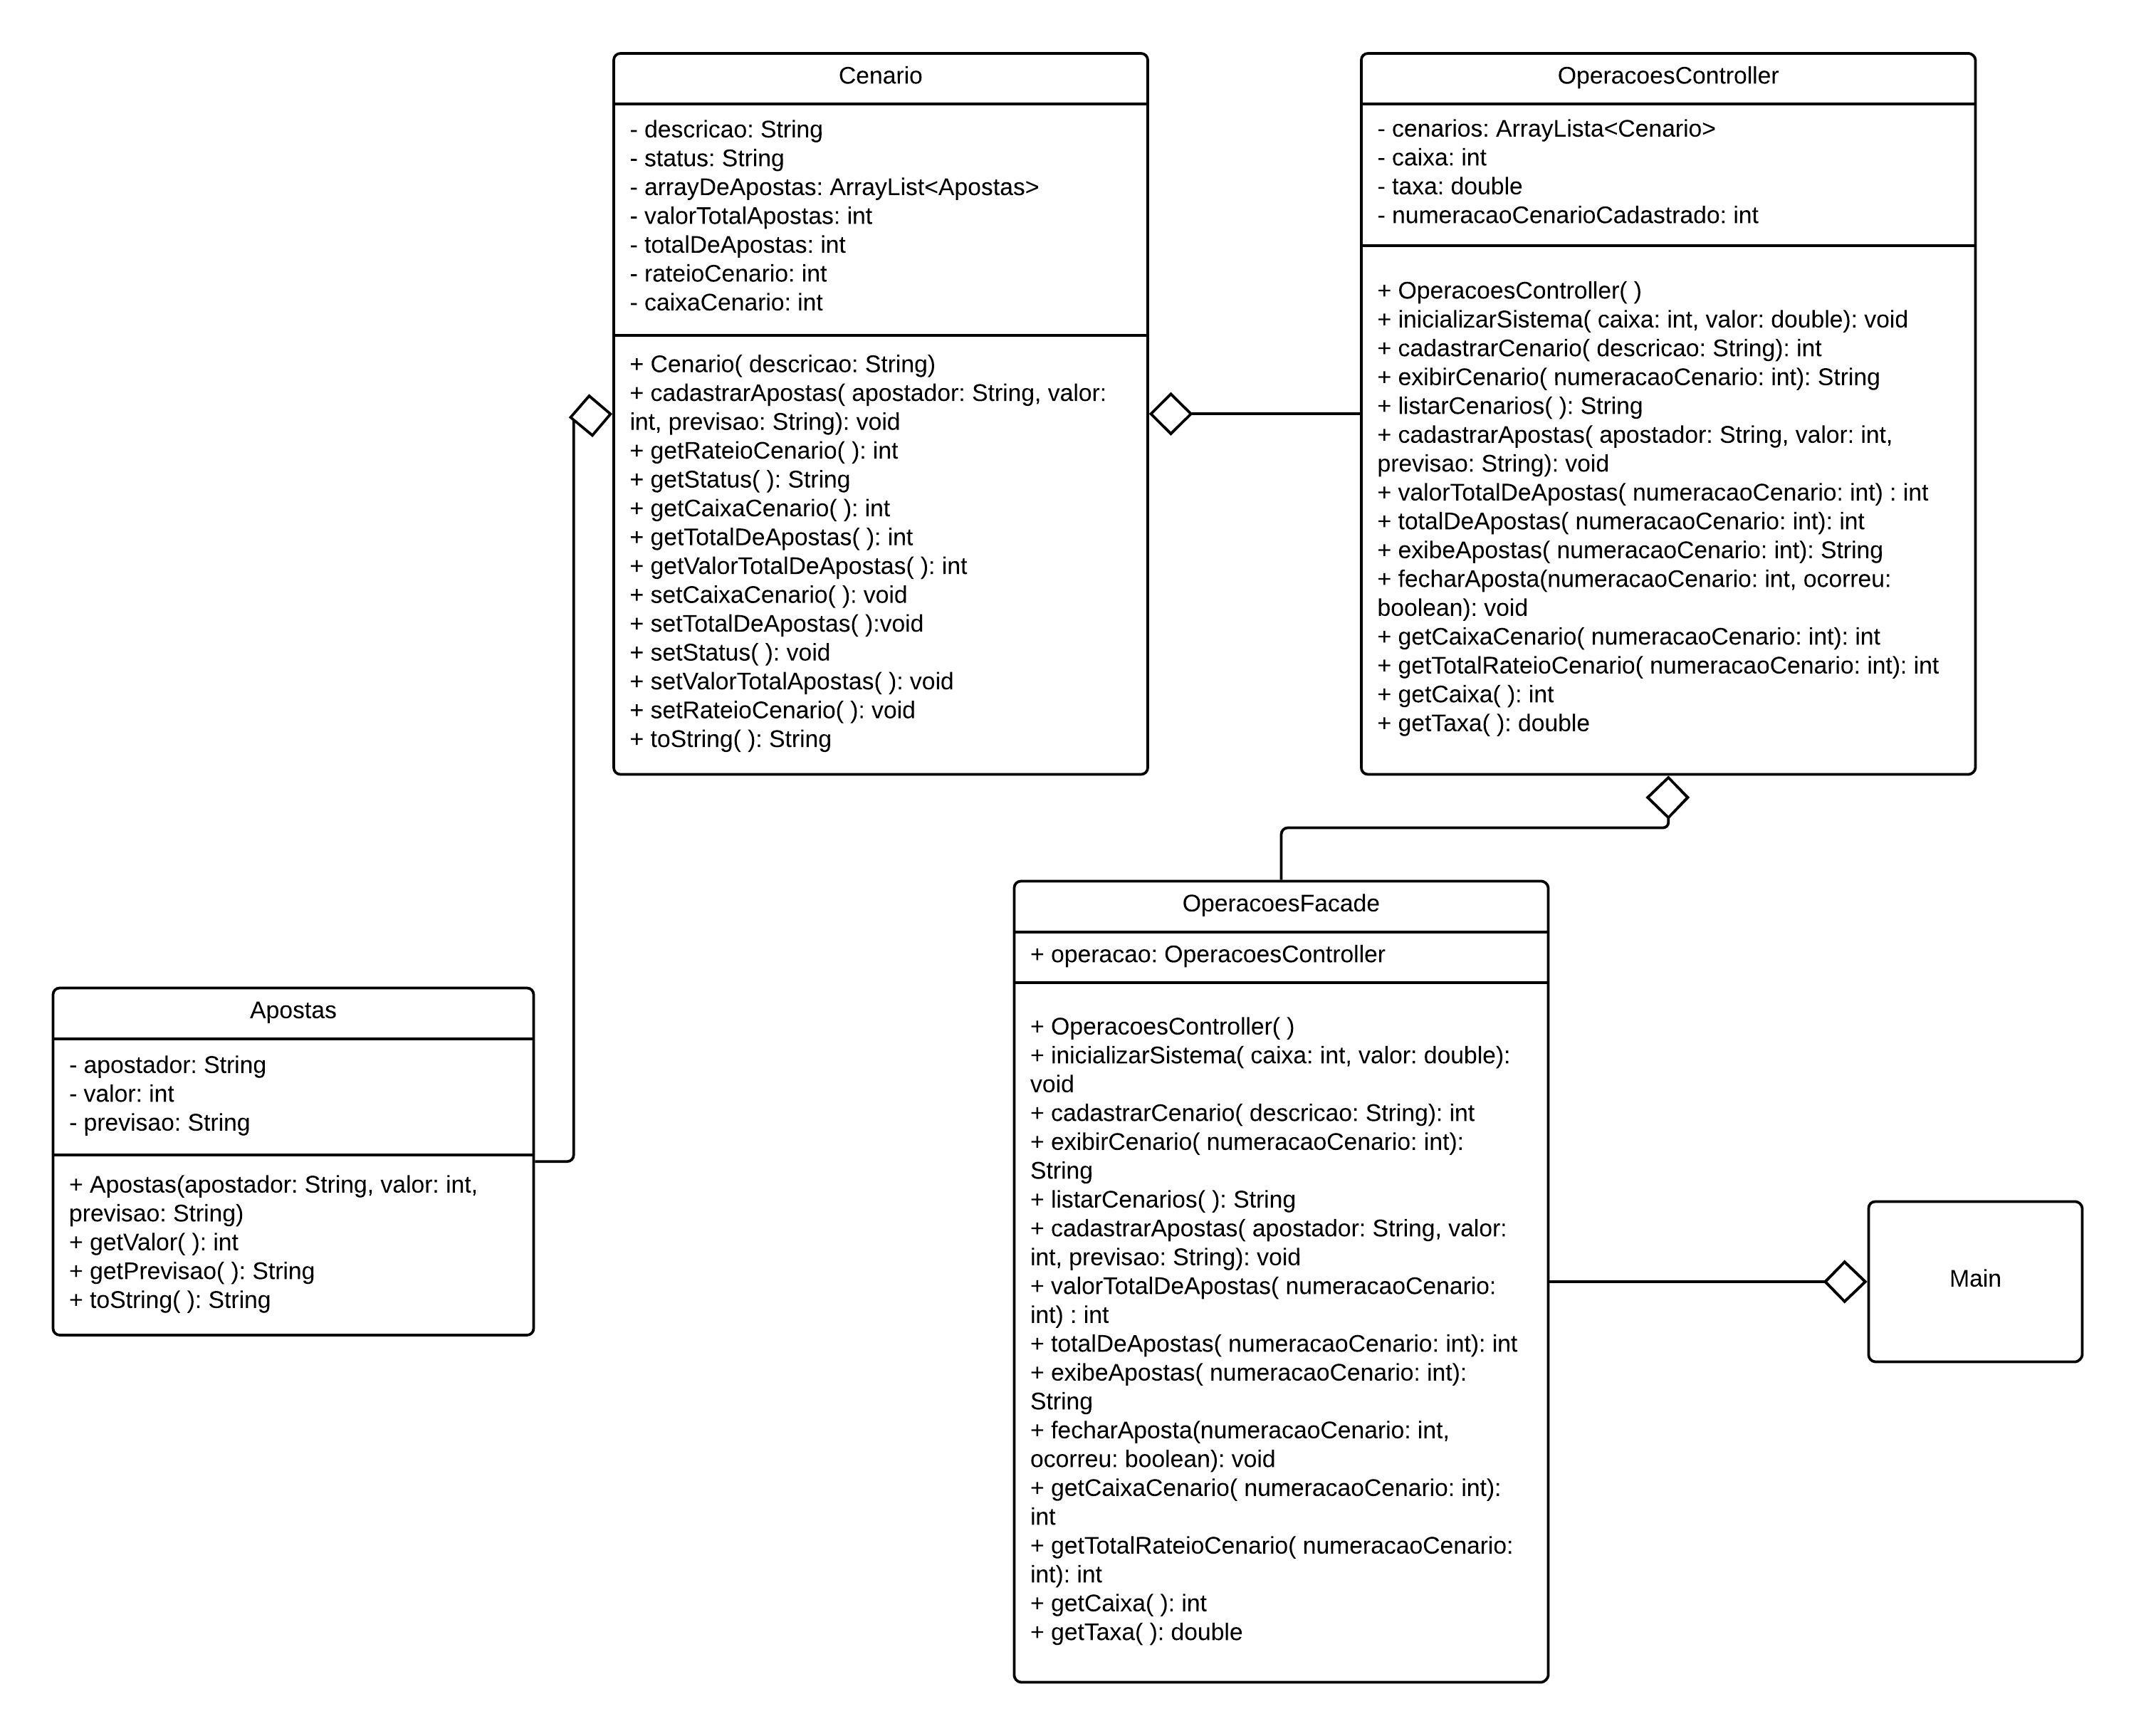 Cenario
- descricao: String
- status: String
- arrayDeApostas: ArrayList<Apostas>
- valorTotalApostas: int
- totalDeApostas: int
- rateioCenario: int
- caixaCenario: int
+ Cenario( descricao: String)
+ cadastrarApostas( apostador: String, valor:
int, previsao: String): void
+ getRateioCenario( ): int
+ getStatus( ): String
+ getCaixaCenario( ): int
+ getTotalDeApostas( ): int
+ getValorTotalDeApostas( ): int
+ setCaixaCenario( ): void
+ setTotalDeApostas( ):void
+ setStatus( ): void
+ setValorTotalApostas( ): void
+ setRateioCenario( ): void
+ toString( ): String
OperacoesController
- cenarios: ArrayLista<Cenario>
- caixa: int
- taxa: double
- numeracaoCenarioCadastrado: int
+ OperacoesController( )
+ inicializarSistema( caixa: int, valor: double): void
+ cadastrarCenario( descricao: String): int
+ exibirCenario( numeracaoCenario: int): String
+ listarCenarios( ): String
+ cadastrarApostas( apostador: String, valor: int,
previsao: String): void
+ valorTotalDeApostas( numeracaoCenario: int) : int
+ totalDeApostas( numeracaoCenario: int): int
+ exibeApostas( numeracaoCenario: int): String
+ fecharAposta(numeracaoCenario: int, ocorreu:
boolean): void
+ getCaixaCenario( numeracaoCenario: int): int
+ getTotalRateioCenario( numeracaoCenario: int): int
+ getCaixa( ): int
+ getTaxa( ): double
Apostas
- apostador: String
- valor: int
- previsao: String
+ Apostas(apostador: String, valor: int,
previsao: String)
+ getValor( ): int
+ getPrevisao( ): String
+ toString( ): String
OperacoesFacade
+ operacao: OperacoesController
+ OperacoesController( )
+ inicializarSistema( caixa: int, valor: double):
void
+ cadastrarCenario( descricao: String): int
+ exibirCenario( numeracaoCenario: int):
String
+ listarCenarios( ): String
+ cadastrarApostas( apostador: String, valor:
int, previsao: String): void
+ valorTotalDeApostas( numeracaoCenario:
int) : int
+ totalDeApostas( numeracaoCenario: int): int
+ exibeApostas( numeracaoCenario: int):
String
+ fecharAposta(numeracaoCenario: int,
ocorreu: boolean): void
+ getCaixaCenario( numeracaoCenario: int):
int
+ getTotalRateioCenario( numeracaoCenario:
int): int
+ getCaixa( ): int
+ getTaxa( ): double
Main